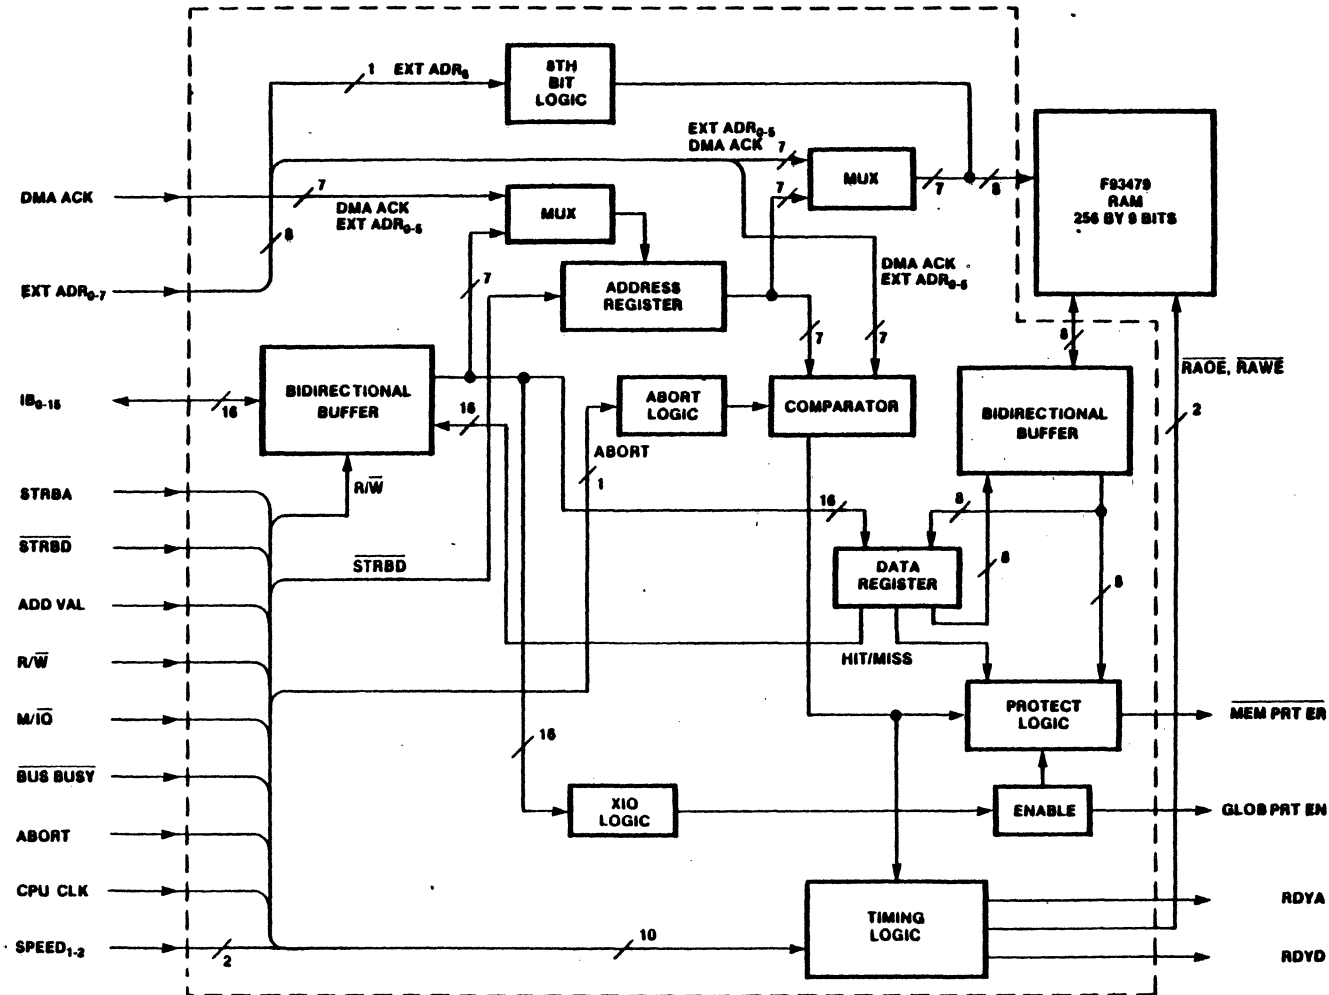 1 EXT ADR6
8TH
BIT
LOGIC
EXT ADR0-5
DMA ACK
7
MUX
7
7
8
F93479
RAM
256 BY 9 BITS
DMA ACK
7
DMA ACK
EXT ADR0-5
MUX
8
EXT ADR0-7
7
ADDRESS
REGISTER
DMA ACK
EXT ADR0-5
7
7
8
RAOE, RAWE
2
IB0-15
16
BIDIRECTIONAL
BUFFER
16
ABORT
LOGIC
COMPARATOR
BIDIRECTIONAL
BUFFER
ABORT
1
R/W
STRBA
16
8
STRBD
STRBD
DATA
REGISTER
8
8
ADD VAL
R/W
HIT/MISS
M/IO
PROTECT
LOGIC
MEM PRT ER
16
BUS BUSY
XIO
LOGIC
ENABLE
GLOB PRT EN
ABORT
CPU CLK
TIMING
LOGIC
RDYA
SPEED1-2
2
10
RDYD